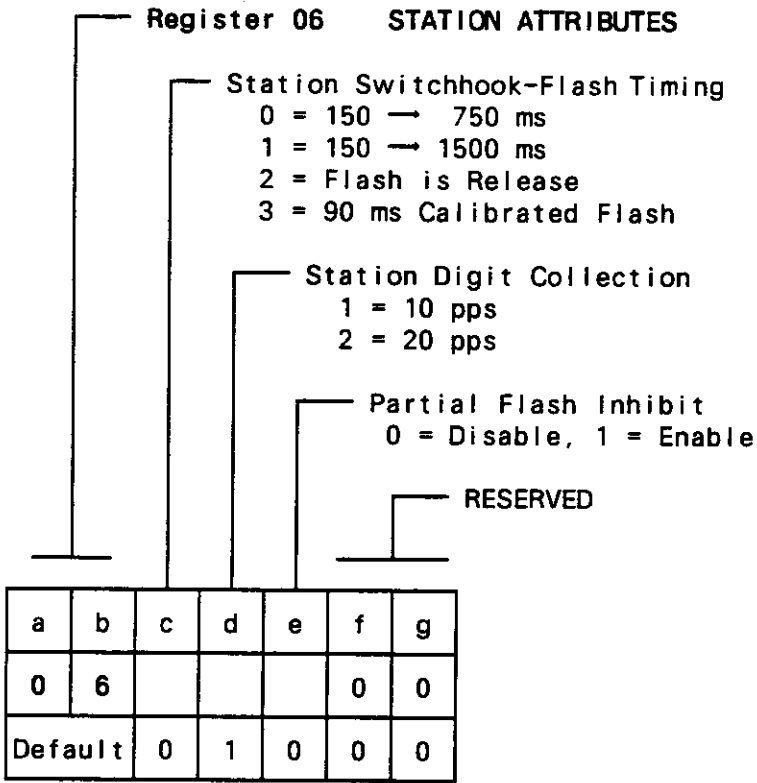 Register 06 STATION ATTRIBUTES
Station Switchhook-Flash Timing
0 = 150 → 750 ms
1 = 150 → 1500 ms
2 = Flash is Release
3 = 90 ms Calibrated Flash
Station Digit Collection
1 = 10 pps
2 = 20 pps
Partial Flash Inhibit
0 = Disable, 1 = Enable
RESERVED
a b c d e f g
0 6 0 0
Default 0 1 0 0 0